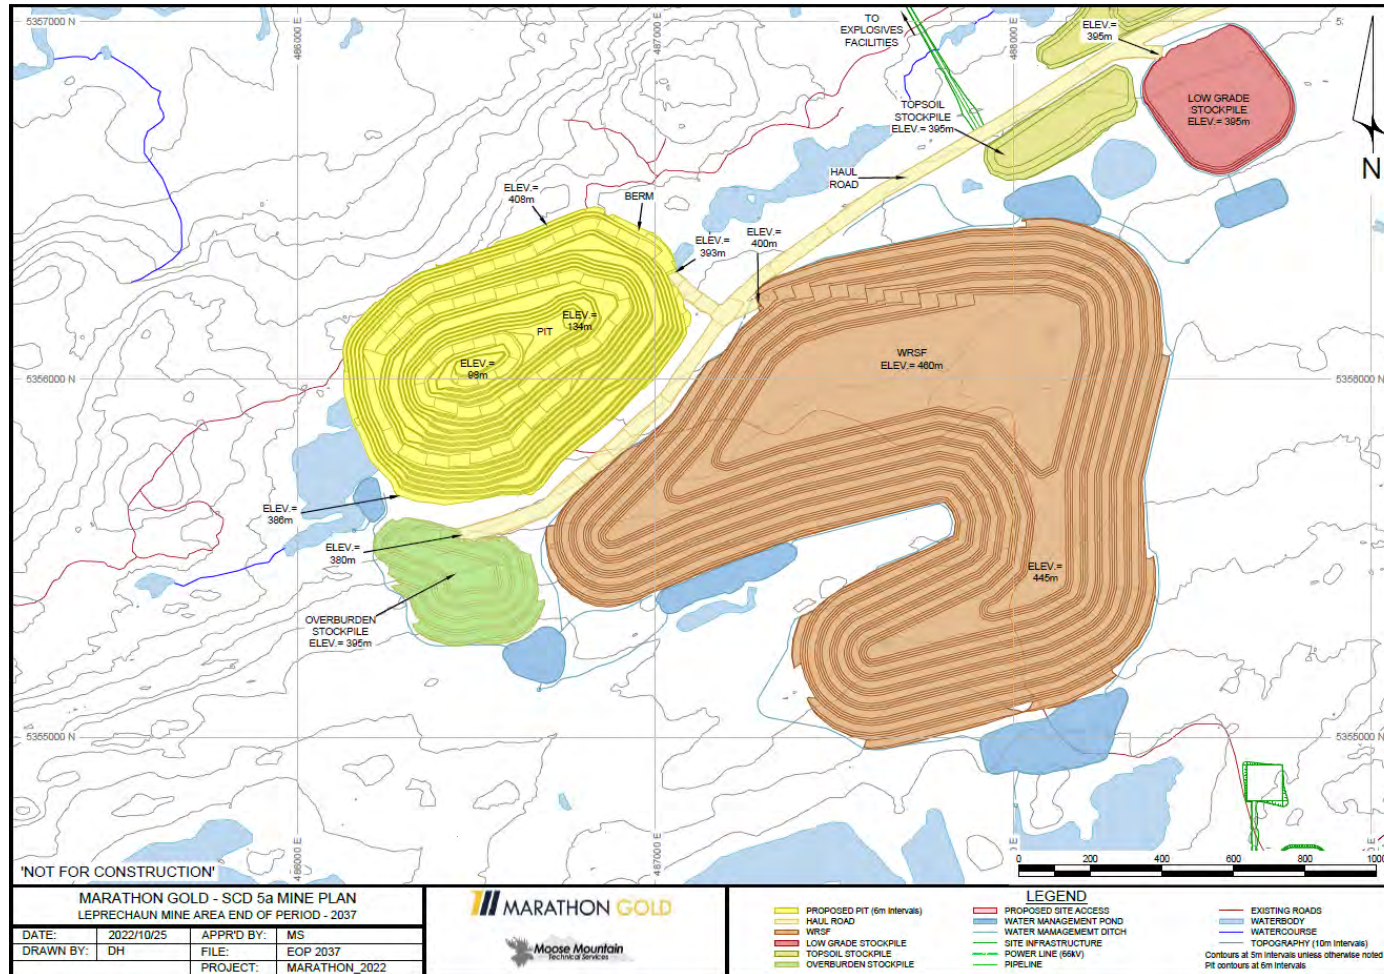 5357000 N
486000 E
487000 E
488000 E
5:
TO
EXPLOSIVES
FACILITIES
ELEV.=
395m
LOW GRADE
STOCKPILE
ELEV.= 395m
TOPSOIL
STOCKPILE
ELEV.= 395m
N
HAUL
ROAD
ELEV.=
408m
BERM
ELEV.=
393m
ELEV.=
400m
ELEV.=
134m
PIT
ELEV.=
98m
WRSF
ELEV.= 460m
5356000 N
5356000 N
ELEV.=
386m
ELEV.=
380m
ELEV.=
445m
OVERBURDEN
STOCKPILE
ELEV.= 395m
5355000 N
5355000 N
486000 E
487000 E
0 200 400 600 800 1000
'NOT FOR CONSTRUCTION'
MARATHON GOLD - SCD 5a MINE PLAN
LEPRECHAUN MINE AREA END OF PERIOD - 2037
DATE: 2022/10/25 APPR'D BY: MS
DRAWN BY: DH FILE: EOP 2037
PROJECT: MARATHON_2022
MARATHON GOLD
Moose Mountain
Technical Services
LEGEND
PROPOSED PIT (6m Intervals)
HAUL ROAD
WRSF
LOW GRADE STOCKPILE
TOPSOIL STOCKPILE
OVERBURDEN STOCKPILE
PROPOSED SITE ACCESS
WATER MANAGEMENT POND
WATER MANAGEMEMT DITCH
SITE INFRASTRUCTURE
POWER LINE (66kV)
PIPELINE
EXISTING ROADS
WATERBODY
WATERCOURSE
TOPOGRAPHY (10m Intervals)
Contours at 5m Intervals unless otherwise noted
Pit contours at 6m Intervals